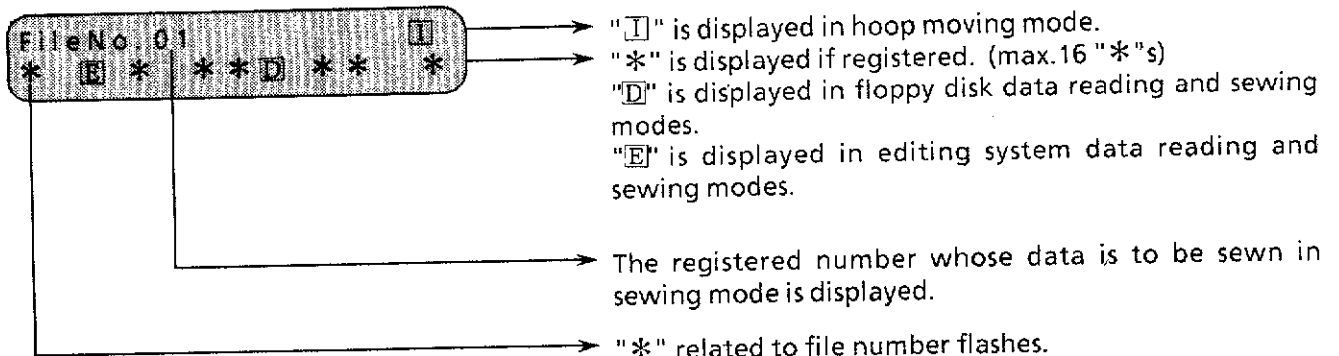 FileNo.01 I
* E * * * D * * *
"I" is displayed in hoop moving mode.
"*" is displayed if registered. (max.16 "*"s)
"D" is displayed in floppy disk data reading and sewing
modes.
"E" is displayed in editing system data reading and
sewing modes.
The registered number whose data is to be sewn in
sewing mode is displayed.
"*" related to file number flashes.